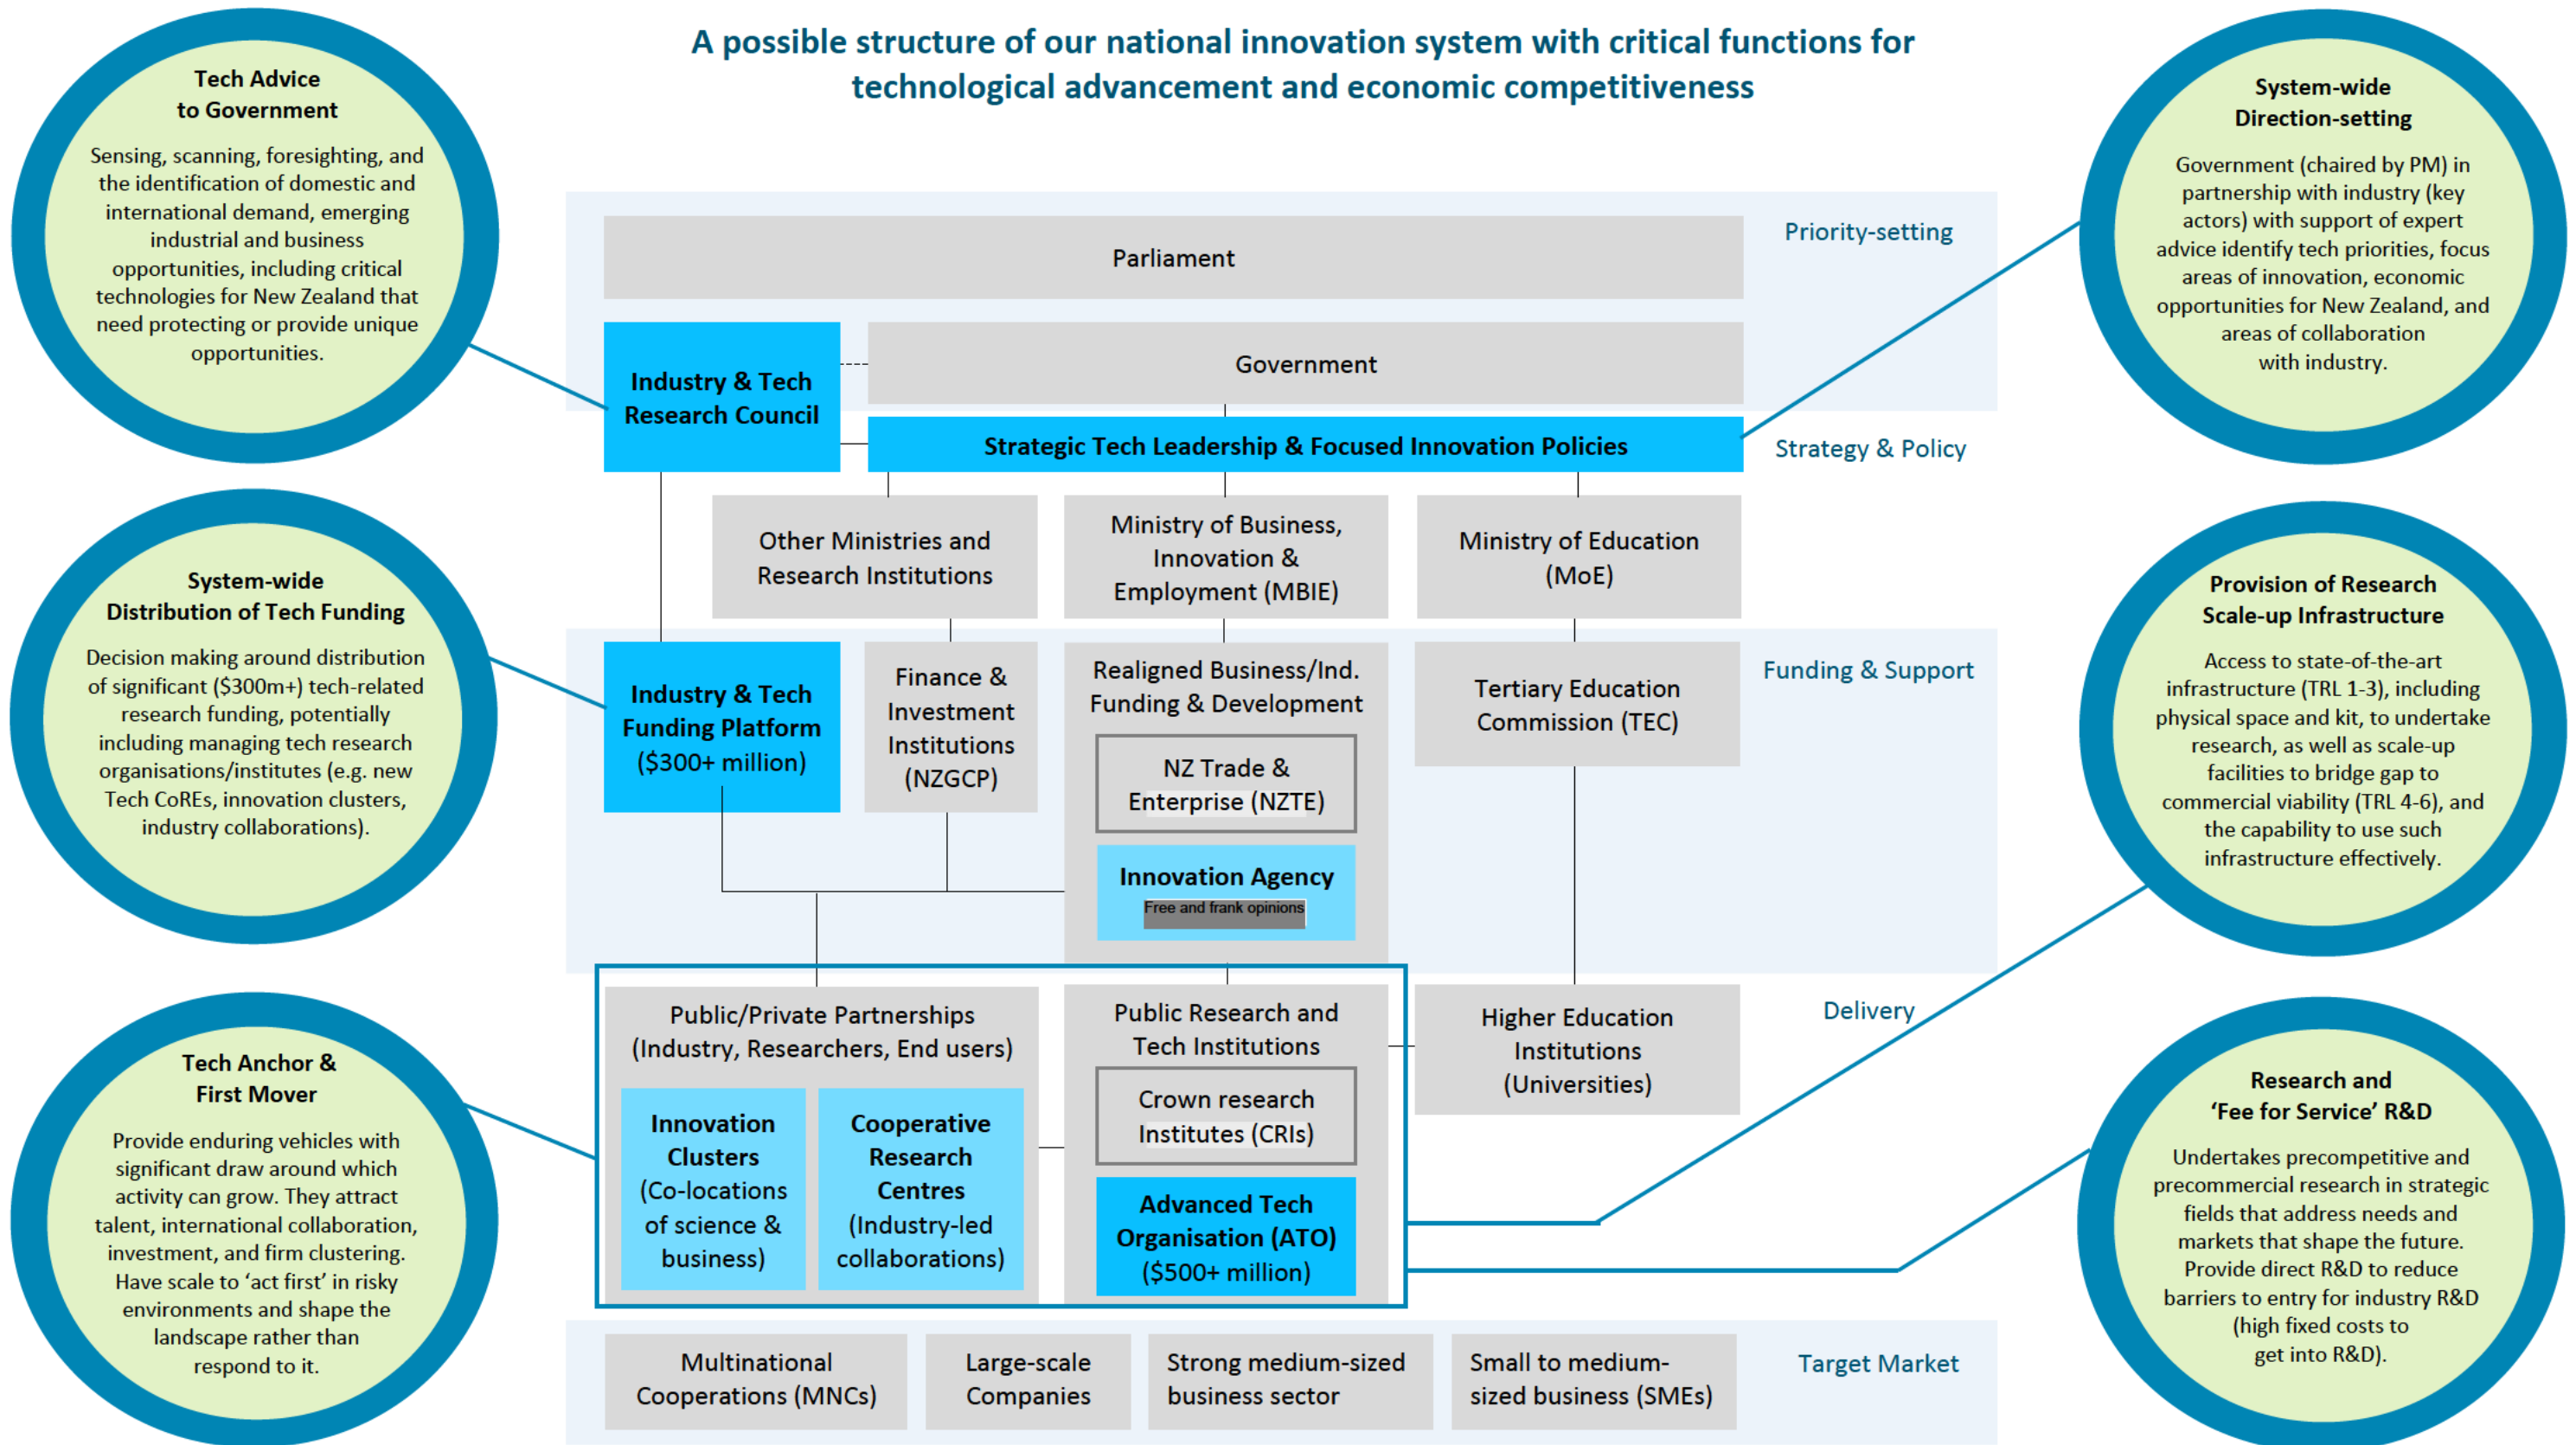 A possible structure of our national innovation system with critical functions for
technological advancement and economic competitiveness
Tech Advice
to Government
Sensing, scanning, foresighting, and
the identification of domestic and
international demand, emerging
industrial and business
opportunities, including critical
technologies for New Zealand that
need protecting or provide unique
opportunities.
System-wide
Distribution of Tech Funding
Decision making around distribution
of significant ($300m+) tech-related
research funding, potentially
including managing tech research
organisations/institutes (e.g. new
Tech CoREs, innovation clusters,
industry collaborations).
Tech Anchor &
First Mover
Provide enduring vehicles with
significant draw around which
activity can grow. They attract
talent, international collaboration,
investment, and firm clustering.
Have scale to ‘act first’ in risky
environments and shape the
landscape rather than
respond to it.
Priority-setting
Parliament
Industry & Tech
Research Council
Government
Strategic Tech Leadership & Focused Innovation Policies
Strategy & Policy
Other Ministries and
Research Institutions
Ministry of Business,
Innovation &
Employment (MBIE)
Ministry of Education
(MoE)
Funding & Support
Industry & Tech
Funding Platform
($300+ million)
Finance &
Investment
Institutions
(NZGCP)
Realigned Business/Ind.
Funding & Development
NZ Trade &
Enterprise (NZTE)
Innovation Agency
Free and frank opinions
Tertiary Education
Commission (TEC)
Delivery
Public/Private Partnerships
(Industry, Researchers, End users)
Innovation
Clusters
(Co-locations
of science &
business)
Cooperative
Research
Centres
(Industry-led
collaborations)
Public Research and
Tech Institutions
Crown research
Institutes (CRIs)
Advanced Tech
Organisation (ATO)
($500+ million)
Higher Education
Institutions
(Universities)
Target Market
Multinational
Cooperations (MNCs)
Large-scale
Companies
Strong medium-sized
business sector
Small to medium-
sized business (SMEs)
System-wide
Direction-setting
Government (chaired by PM) in
partnership with industry (key
actors) with support of expert
advice identify tech priorities, focus
areas of innovation, economic
opportunities for New Zealand, and
areas of collaboration
with industry.
Provision of Research
Scale-up Infrastructure
Access to state-of-the-art
infrastructure (TRL 1-3), including
physical space and kit, to undertake
research, as well as scale-up
facilities to bridge gap to
commercial viability (TRL 4-6), and
the capability to use such
infrastructure effectively.
Research and
‘Fee for Service’ R&D
Undertakes precompetitive and
precommercial research in strategic
fields that address needs and
markets that shape the future.
Provide direct R&D to reduce
barriers to entry for industry R&D
(high fixed costs to
get into R&D).